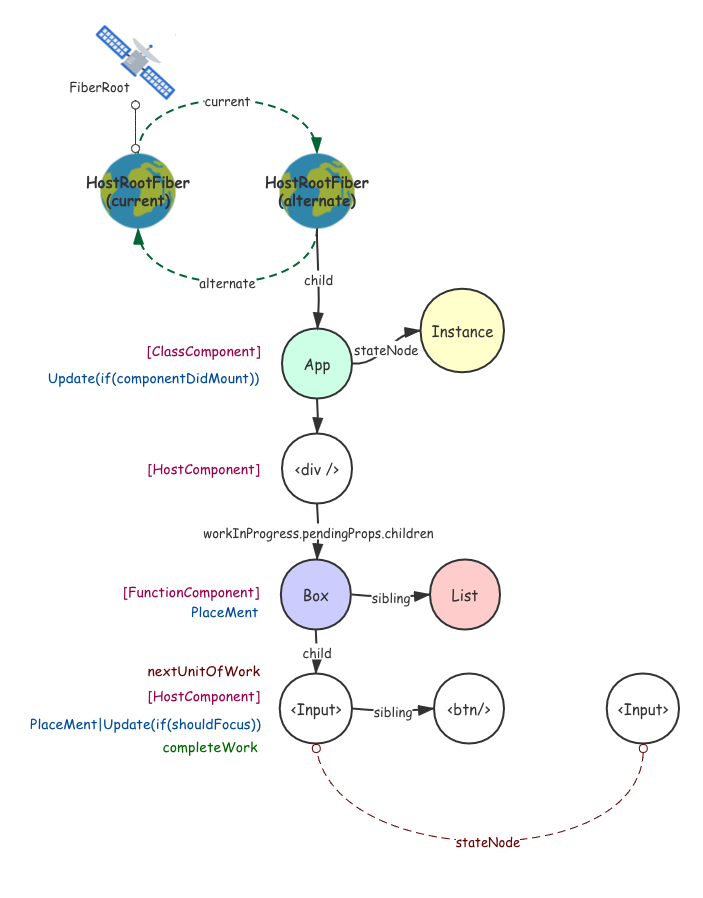 FiberRoot
current
HostRootFiber
(current)
HostRootFiber
(alternate)
alternate
child
[ClassComponent]
Update(if(componentDidMount))
App
stateNode
Instance
[HostComponent]
<div />
workInProgress.pendingProps.children
[FunctionComponent]
PlaceMent
Box
sibling
List
child
nextUnitOfWork
[HostComponent]
PlaceMent|Update(if(shouldFocus))
completeWork
<Input>
sibling
<btn/>
<Input>
stateNode